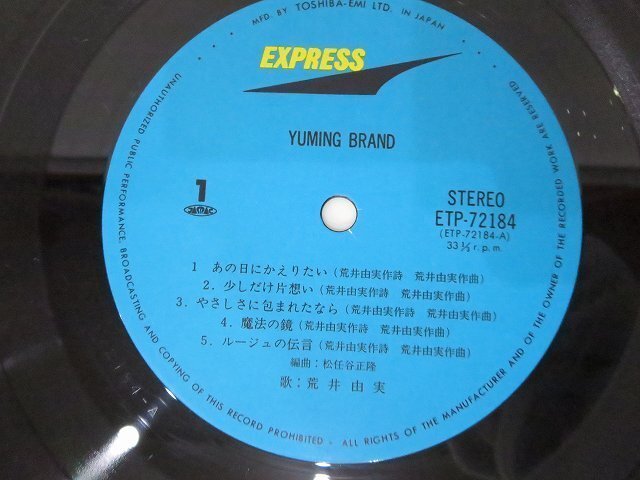 MFD. BY TOSHIBA-EMI LTD. IN JAPAN
EXPRESS
YUMING BRAND
1
JASRAC
STEREO
ETP-72184
(ETP-72184-A)
33 ⅓ r. p. m.
1 あの日にかえりたい(荒井由実作詩 荒井由実作曲)
2. 少しだけ片想い(荒井由実作詩 荒井由実作曲)
3. やさしさに包まれたなら(荒井由実作詩 荒井由実作曲)
4. 魔法の鏡(荒井由実作詩 荒井由実作曲)
5. ルージュの伝言(荒井由実作詩 荒井由実作曲)
編曲:松任谷正隆
歌:荒井由実
UNAUTHORIZED PUBLIC PERFORMANCE, BROADCASTING AND COPYING OF THIS RECORD PROHIBITED - ALL RIGHTS OF THE MANUFACTURER AND OF THE OWNER OF THE RECORDED WORK ARE RESERVED